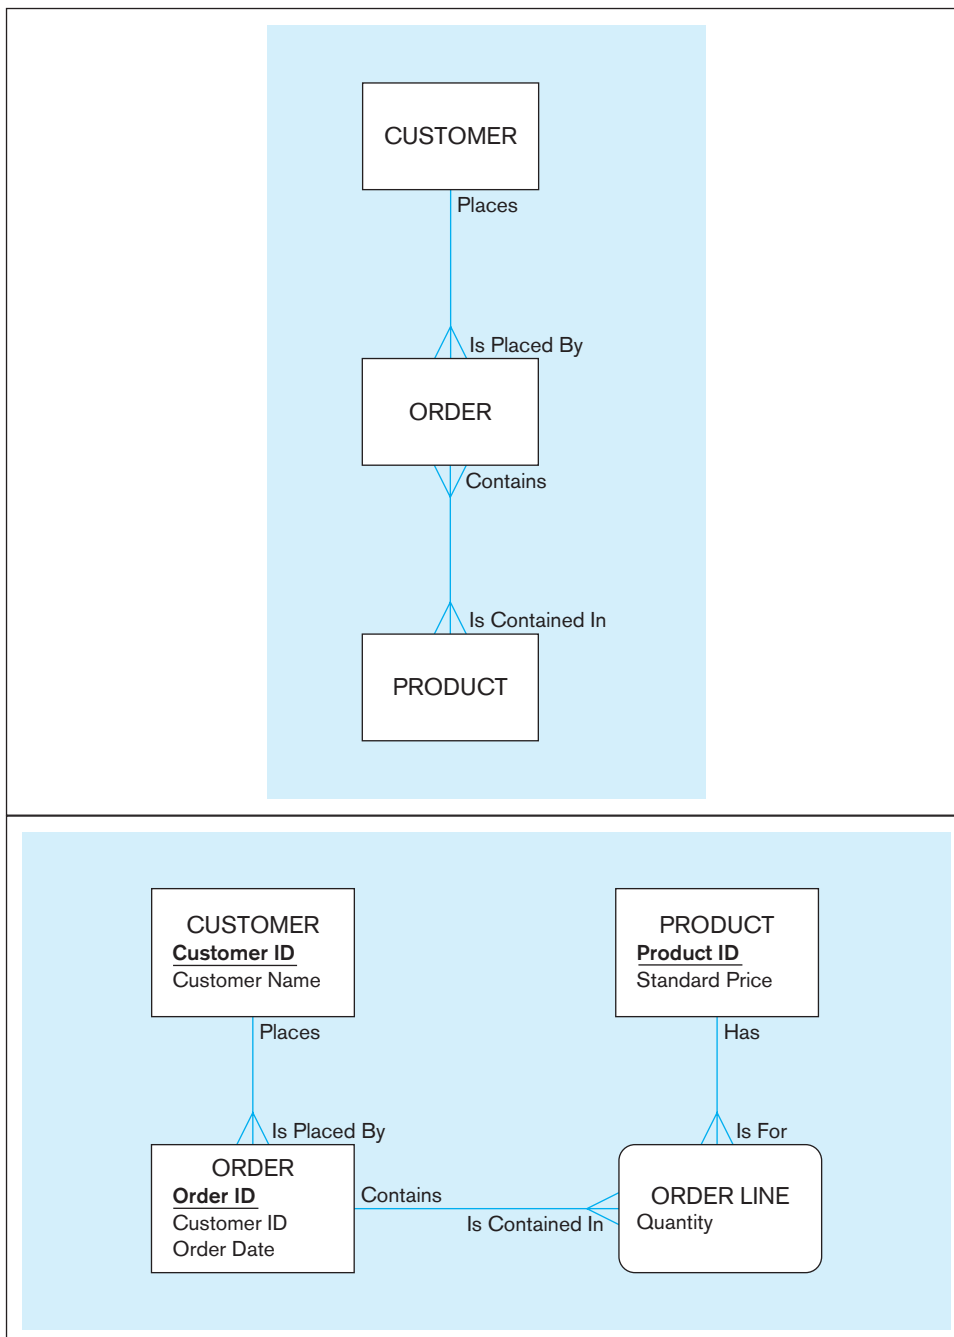 CUSTOMER
Places
Is Placed By
ORDER
Contains
Is Contained In
PRODUCT
CUSTOMER
Customer ID
Customer Name
Places
Is Placed By
ORDER
Order ID
Customer ID
Order Date
Contains
Is Contained In
PRODUCT
Product ID
Standard Price
Has
Is For
ORDER LINE
Quantity